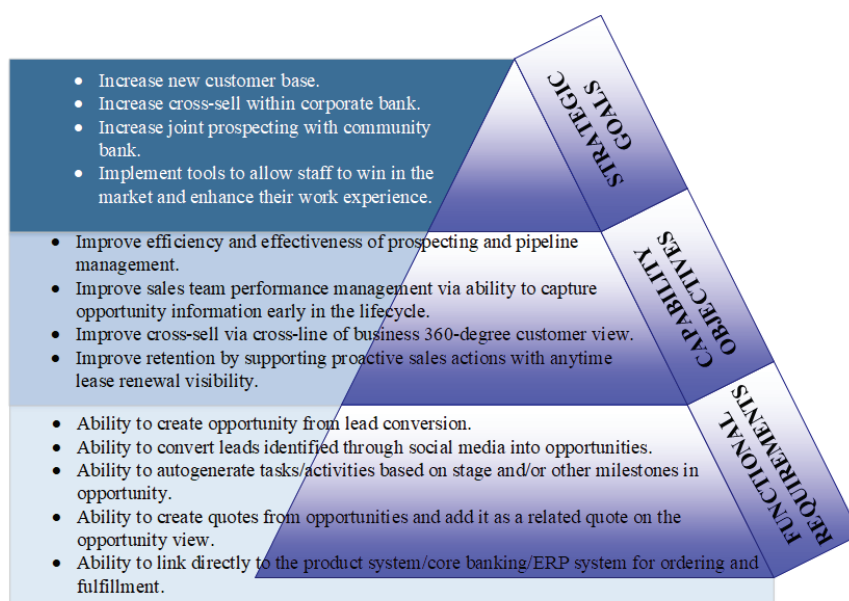 • Increase new customer base.
• Increase cross-sell within corporate bank.
• Increase joint prospecting with community
bank.
• Implement tools to allow staff to win in the
market and enhance their work experience.
STRATEGIC
GOALS
• Improve efficiency and effectiveness of prospecting and pipeline
management.
• Improve sales team performance management via ability to capture
opportunity information early in the lifecycle.
• Improve cross-sell via cross-line of business 360-degree customer view.
• Improve retention by supporting proactive sales actions with anytime
lease renewal visibility.
CAPABILITY
OBJECTIVES
• Ability to create opportunity from lead conversion.
• Ability to convert leads identified through social media into opportunities.
• Ability to autogenerate tasks/activities based on stage and/or other milestones in
opportunity.
• Ability to create quotes from opportunities and add it as a related quote on the
opportunity view.
• Ability to link directly to the product system/core banking/ERP system for ordering and
fulfillment.
FUNCTIONAL
REQUIREMENTS